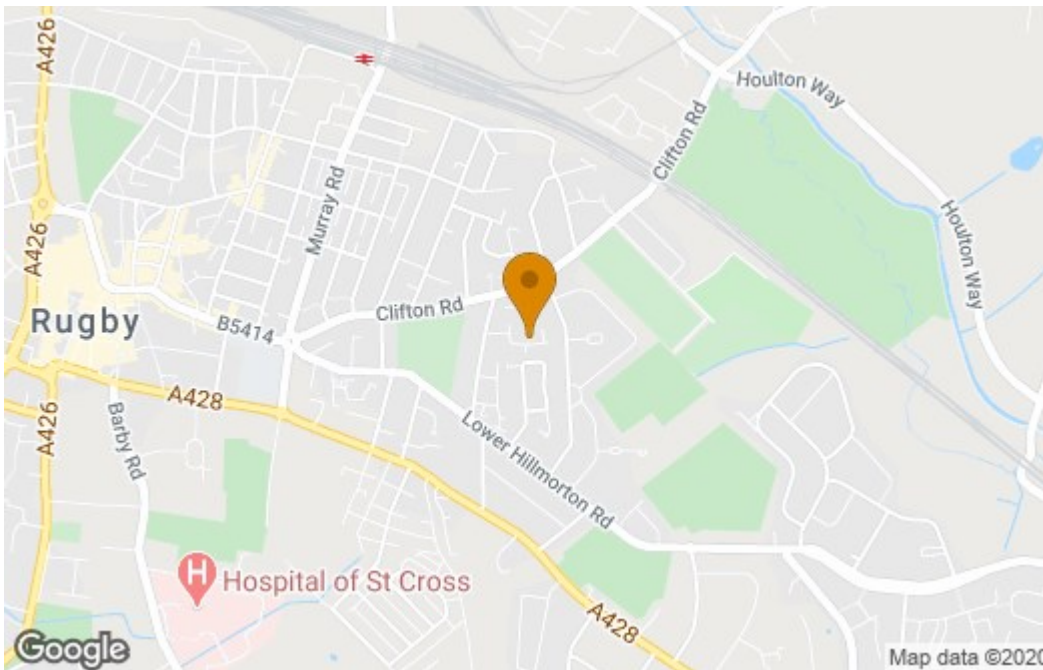 A426
Houlton Way
Clifton Rd
Murray Rd
A426
Houlton Way
Clifton Rd
Rugby
B5414
A428
A426
Barby Rd
Lower Hillmorton Rd
H
Hospital of St Cross
A428
Google
Map data ©2020